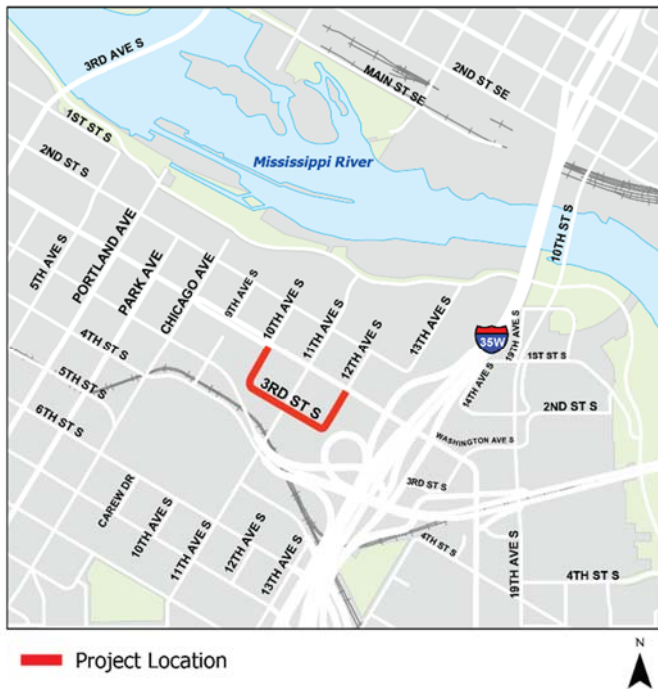 3RD AVE S
MAIN ST SE
2ND ST SE
1ST ST S
Mississippi River
2ND ST S
10TH ST S
5TH AVE S
PORTLAND AVE
PARK AVE
CHICAGO AVE
9TH AVE S
10TH AVE S
11TH AVE S
12TH AVE S
13TH AVE S
35W
19TH AVE S
1ST ST S
14TH AVE S
2ND ST S
4TH ST S
3RD ST S
5TH ST S
WASHINGTON AVE S
6TH ST S
3RD ST S
CAREW DR
10TH AVE S
11TH AVE S
12TH AVE S
13TH AVE S
4TH ST S
19TH AVE S
4TH ST S
Project Location
N